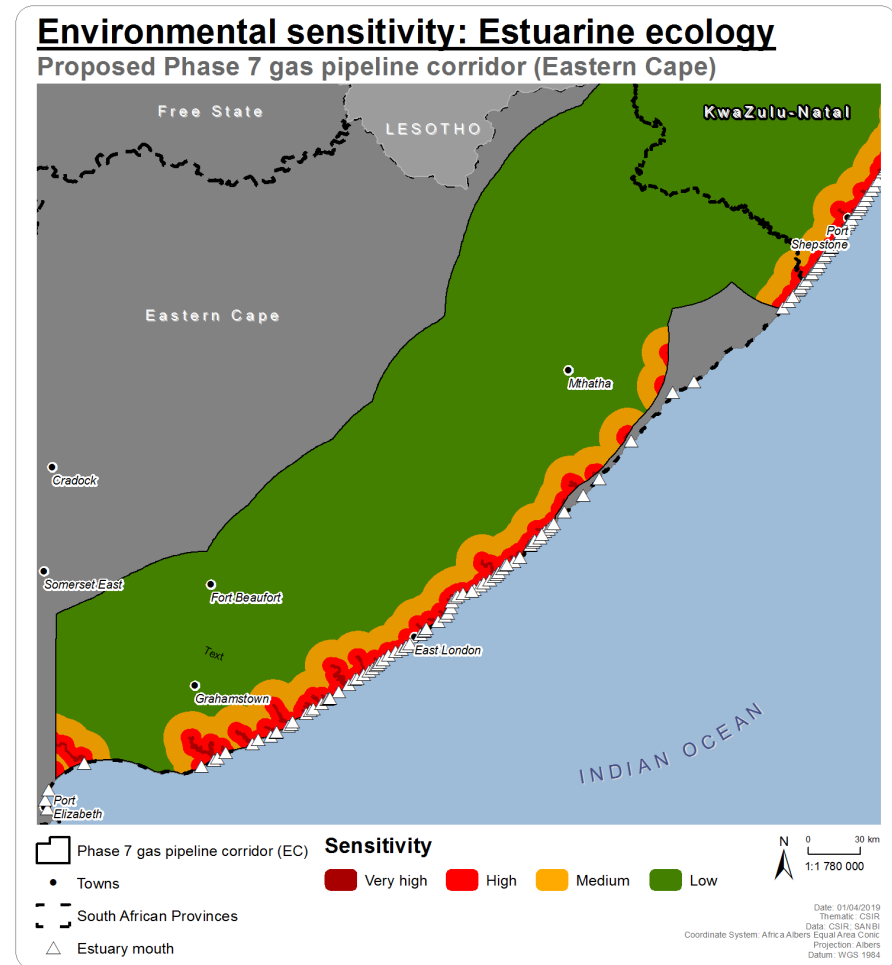 Environmental sensitivity: Estuarine ecology
Proposed Phase 7 gas pipeline corridor (Eastern Cape)
Free State
LESOTHO
KwaZulu-Natal
Port
Shepstone
Eastern Cape
Mthatha
Cradock
Somerset East
Fort Beaufort
Text
East London
Grahamstown
INDIAN OCEAN
Port
Elizabeth
Phase 7 gas pipeline corridor (EC)
Towns
South African Provinces
Estuary mouth
Sensitivity
Very high
High
Medium
Low
N
0 30 km
1:1 780 000
Date: 01/04/2019
Thematic: CSIR
Data: CSIR; SANBI
Coordinate System: Africa Albers Equal Area Conic
Projection: Albers
Datum: WGS 1984